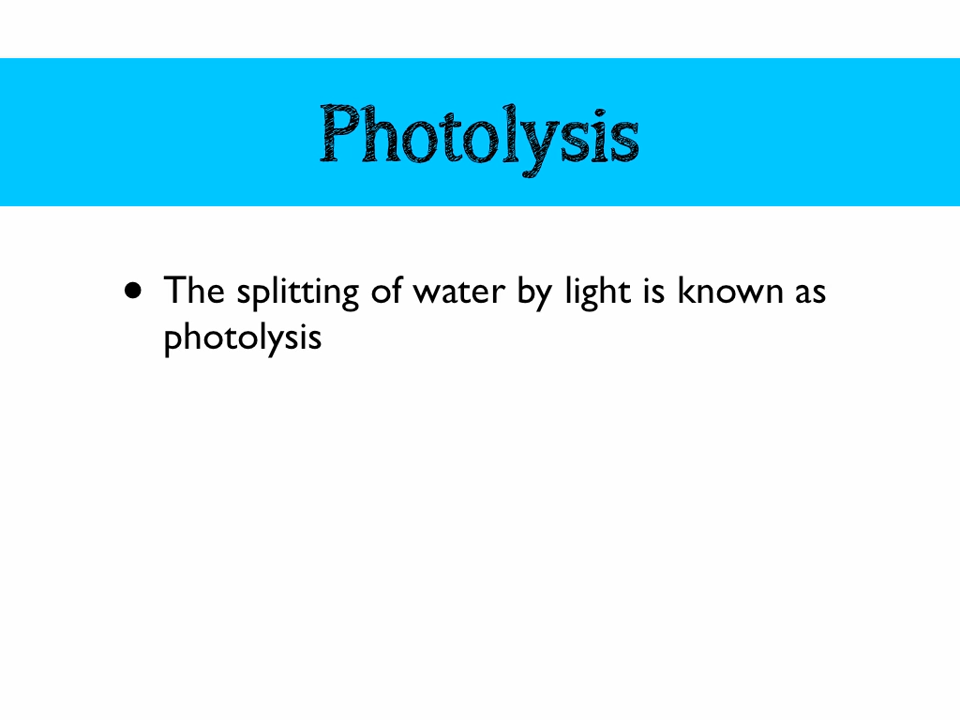 Photolysis
• The splitting of water by light is known as
photolysis